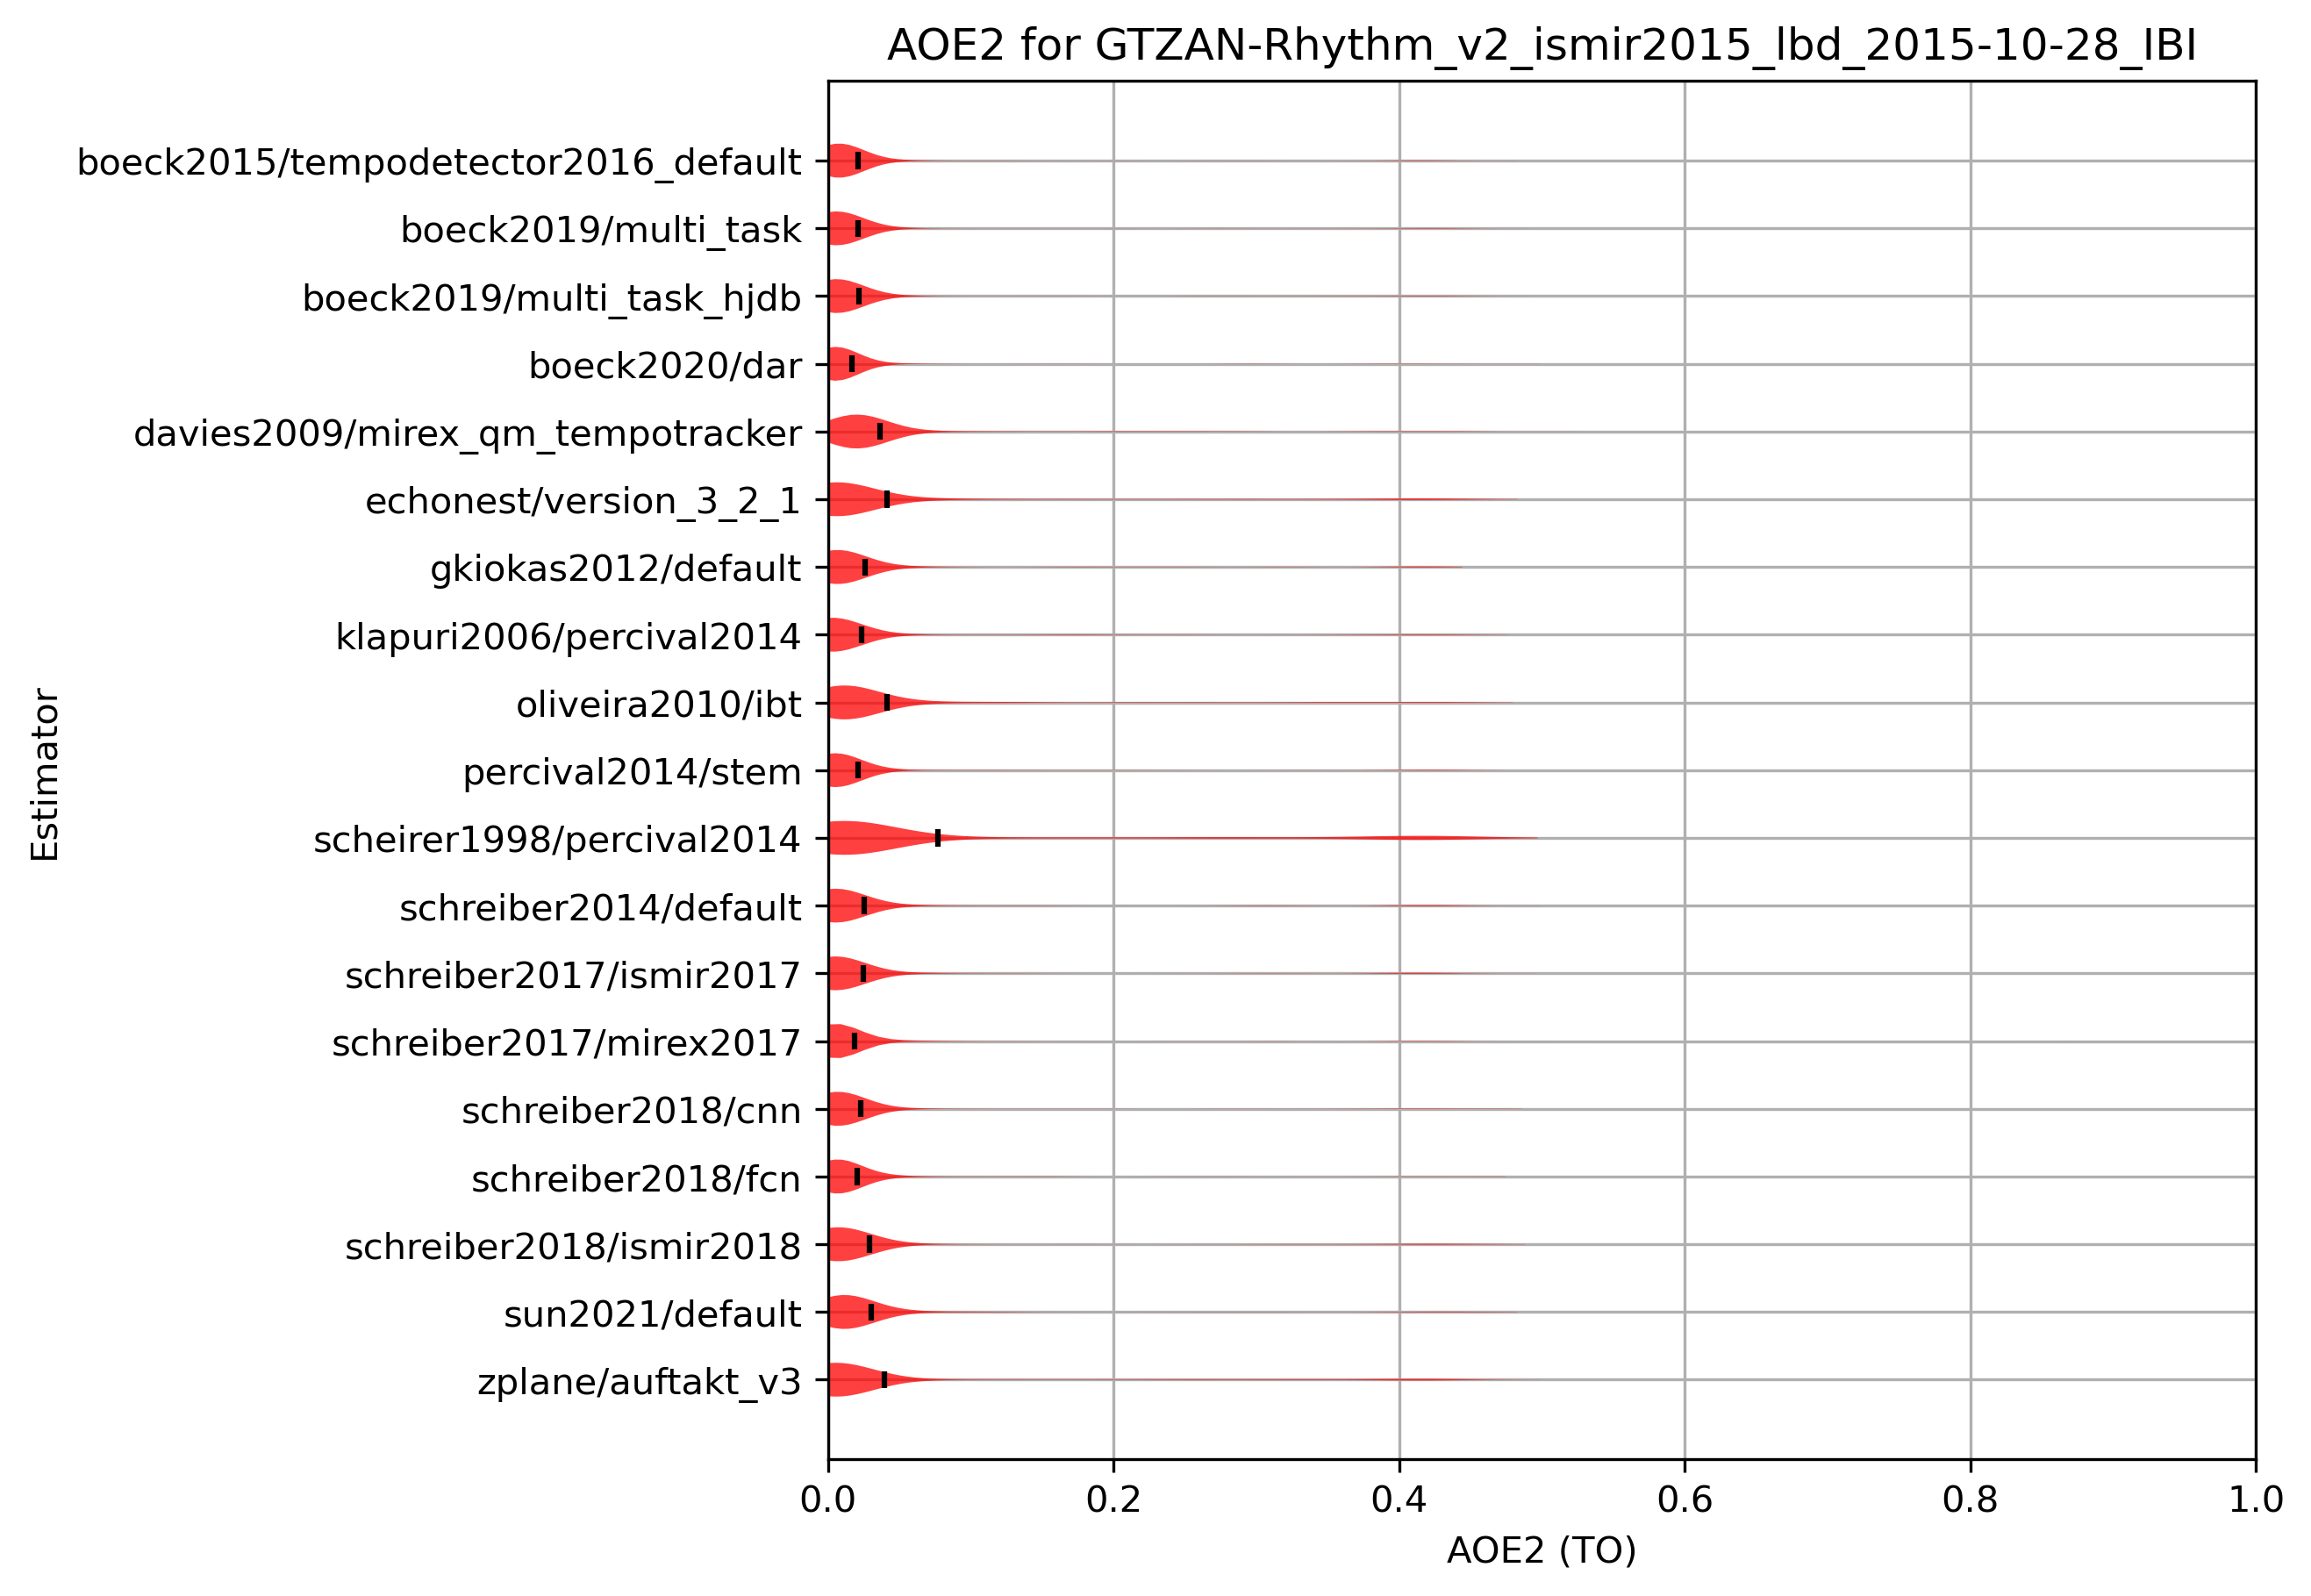 AOE2 for GTZAN-Rhythm_v2_ismir2015_lbd_2015-10-28_IBI
Estimator
boeck2015/tempodetector2016_default
boeck2019/multi_task
boeck2019/multi_task_hjdb
boeck2020/dar
davies2009/mirex_qm_tempotracker
echonest/version_3_2_1
gkiokas2012/default
klapuri2006/percival2014
oliveira2010/ibt
percival2014/stem
scheirer1998/percival2014
schreiber2014/default
schreiber2017/ismir2017
schreiber2017/mirex2017
schreiber2018/cnn
schreiber2018/fcn
schreiber2018/ismir2018
sun2021/default
zplane/auftakt_v3
0.0 0.2 0.4 0.6 0.8 1.0
AOE2 (TO)